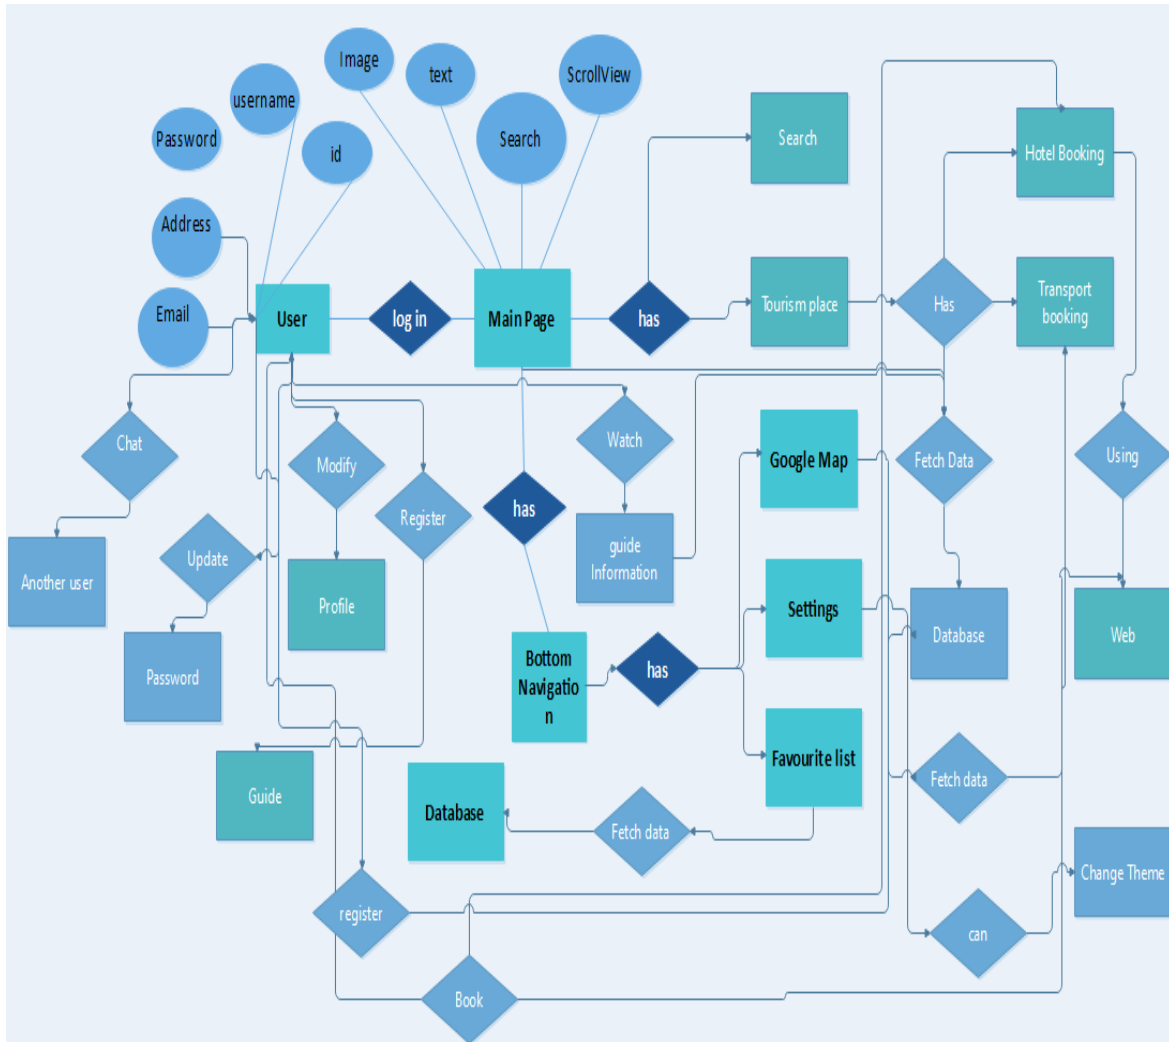 Image
text
ScrollView
username
Password
id
Search
Search
Hotel Booking
Address
Email
User
log in
Main Page
has
Tourism place
Has
Transport
booking
Chat
Modify
Watch
Google Map
Fetch Data
Using
Register
has
Another user
Update
guide
Information
Profile
Settings
Database
Web
Password
Bottom
Navigatio
n
has
Favourite list
Guide
Database
Fetch data
Fetch data
Change Theme
register
can
Book